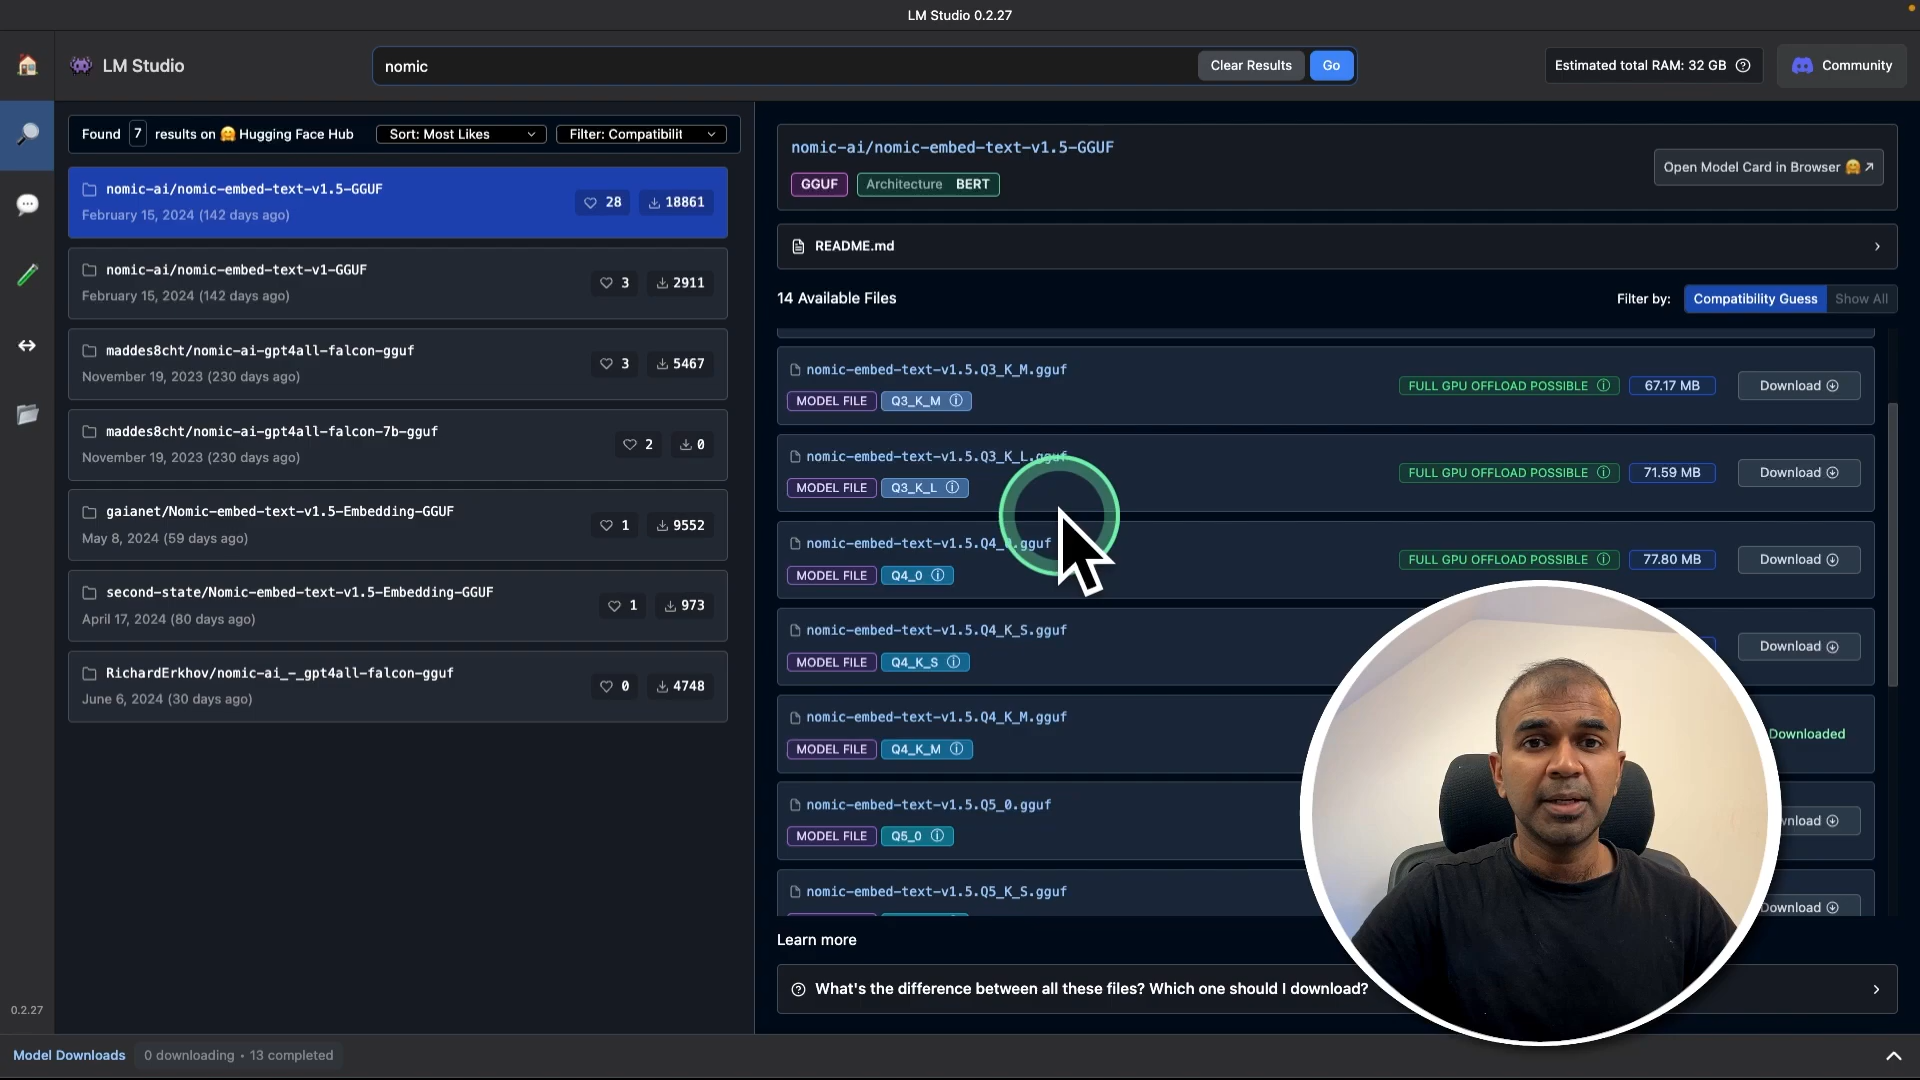 LM Studio 0.2.27
LM Studio
nomic
Clear Results
Go
Estimated total RAM: 32 GB
Community
Found 7 results on 🤗 Hugging Face Hub
Sort: Most Likes
Filter: Compatibilit
nomic-ai/nomic-embed-text-v1.5-GGUF
February 15, 2024 (142 days ago)
28
18861
nomic-ai/nomic-embed-text-v1-GGUF
February 15, 2024 (142 days ago)
3
2911
maddes8cht/nomic-ai-gpt4all-falcon-gguf
November 19, 2023 (230 days ago)
3
5467
maddes8cht/nomic-ai-gpt4all-falcon-7b-gguf
November 19, 2023 (230 days ago)
2
0
gaianet/Nomic-embed-text-v1.5-Embedding-GGUF
May 8, 2024 (59 days ago)
1
9552
second-state/Nomic-embed-text-v1.5-Embedding-GGUF
April 17, 2024 (80 days ago)
1
973
RichardErkhov/nomic-ai_-_gpt4all-falcon-gguf
June 6, 2024 (30 days ago)
0
4748
nomic-ai/nomic-embed-text-v1.5-GGUF
GGUF
Architecture BERT
Open Model Card in Browser 🤗 ↗
README.md
14 Available Files
Filter by:
Compatibility Guess
Show All
nomic-embed-text-v1.5.Q3_K_M.gguf
MODEL FILE
Q3_K_M
FULL GPU OFFLOAD POSSIBLE
67.17 MB
Download
nomic-embed-text-v1.5.Q3_K_L.gguf
MODEL FILE
Q3_K_L
FULL GPU OFFLOAD POSSIBLE
71.59 MB
Download
nomic-embed-text-v1.5.Q4_0.gguf
MODEL FILE
Q4_0
FULL GPU OFFLOAD POSSIBLE
77.80 MB
Download
nomic-embed-text-v1.5.Q4_K_S.gguf
MODEL FILE
Q4_K_S
Download
nomic-embed-text-v1.5.Q4_K_M.gguf
MODEL FILE
Q4_K_M
Downloaded
nomic-embed-text-v1.5.Q5_0.gguf
MODEL FILE
Q5_0
wnload
nomic-embed-text-v1.5.Q5_K_S.gguf
Download
Learn more
What's the difference between all these files? Which one should I download?
0.2.27
Model Downloads
0 downloading • 13 completed